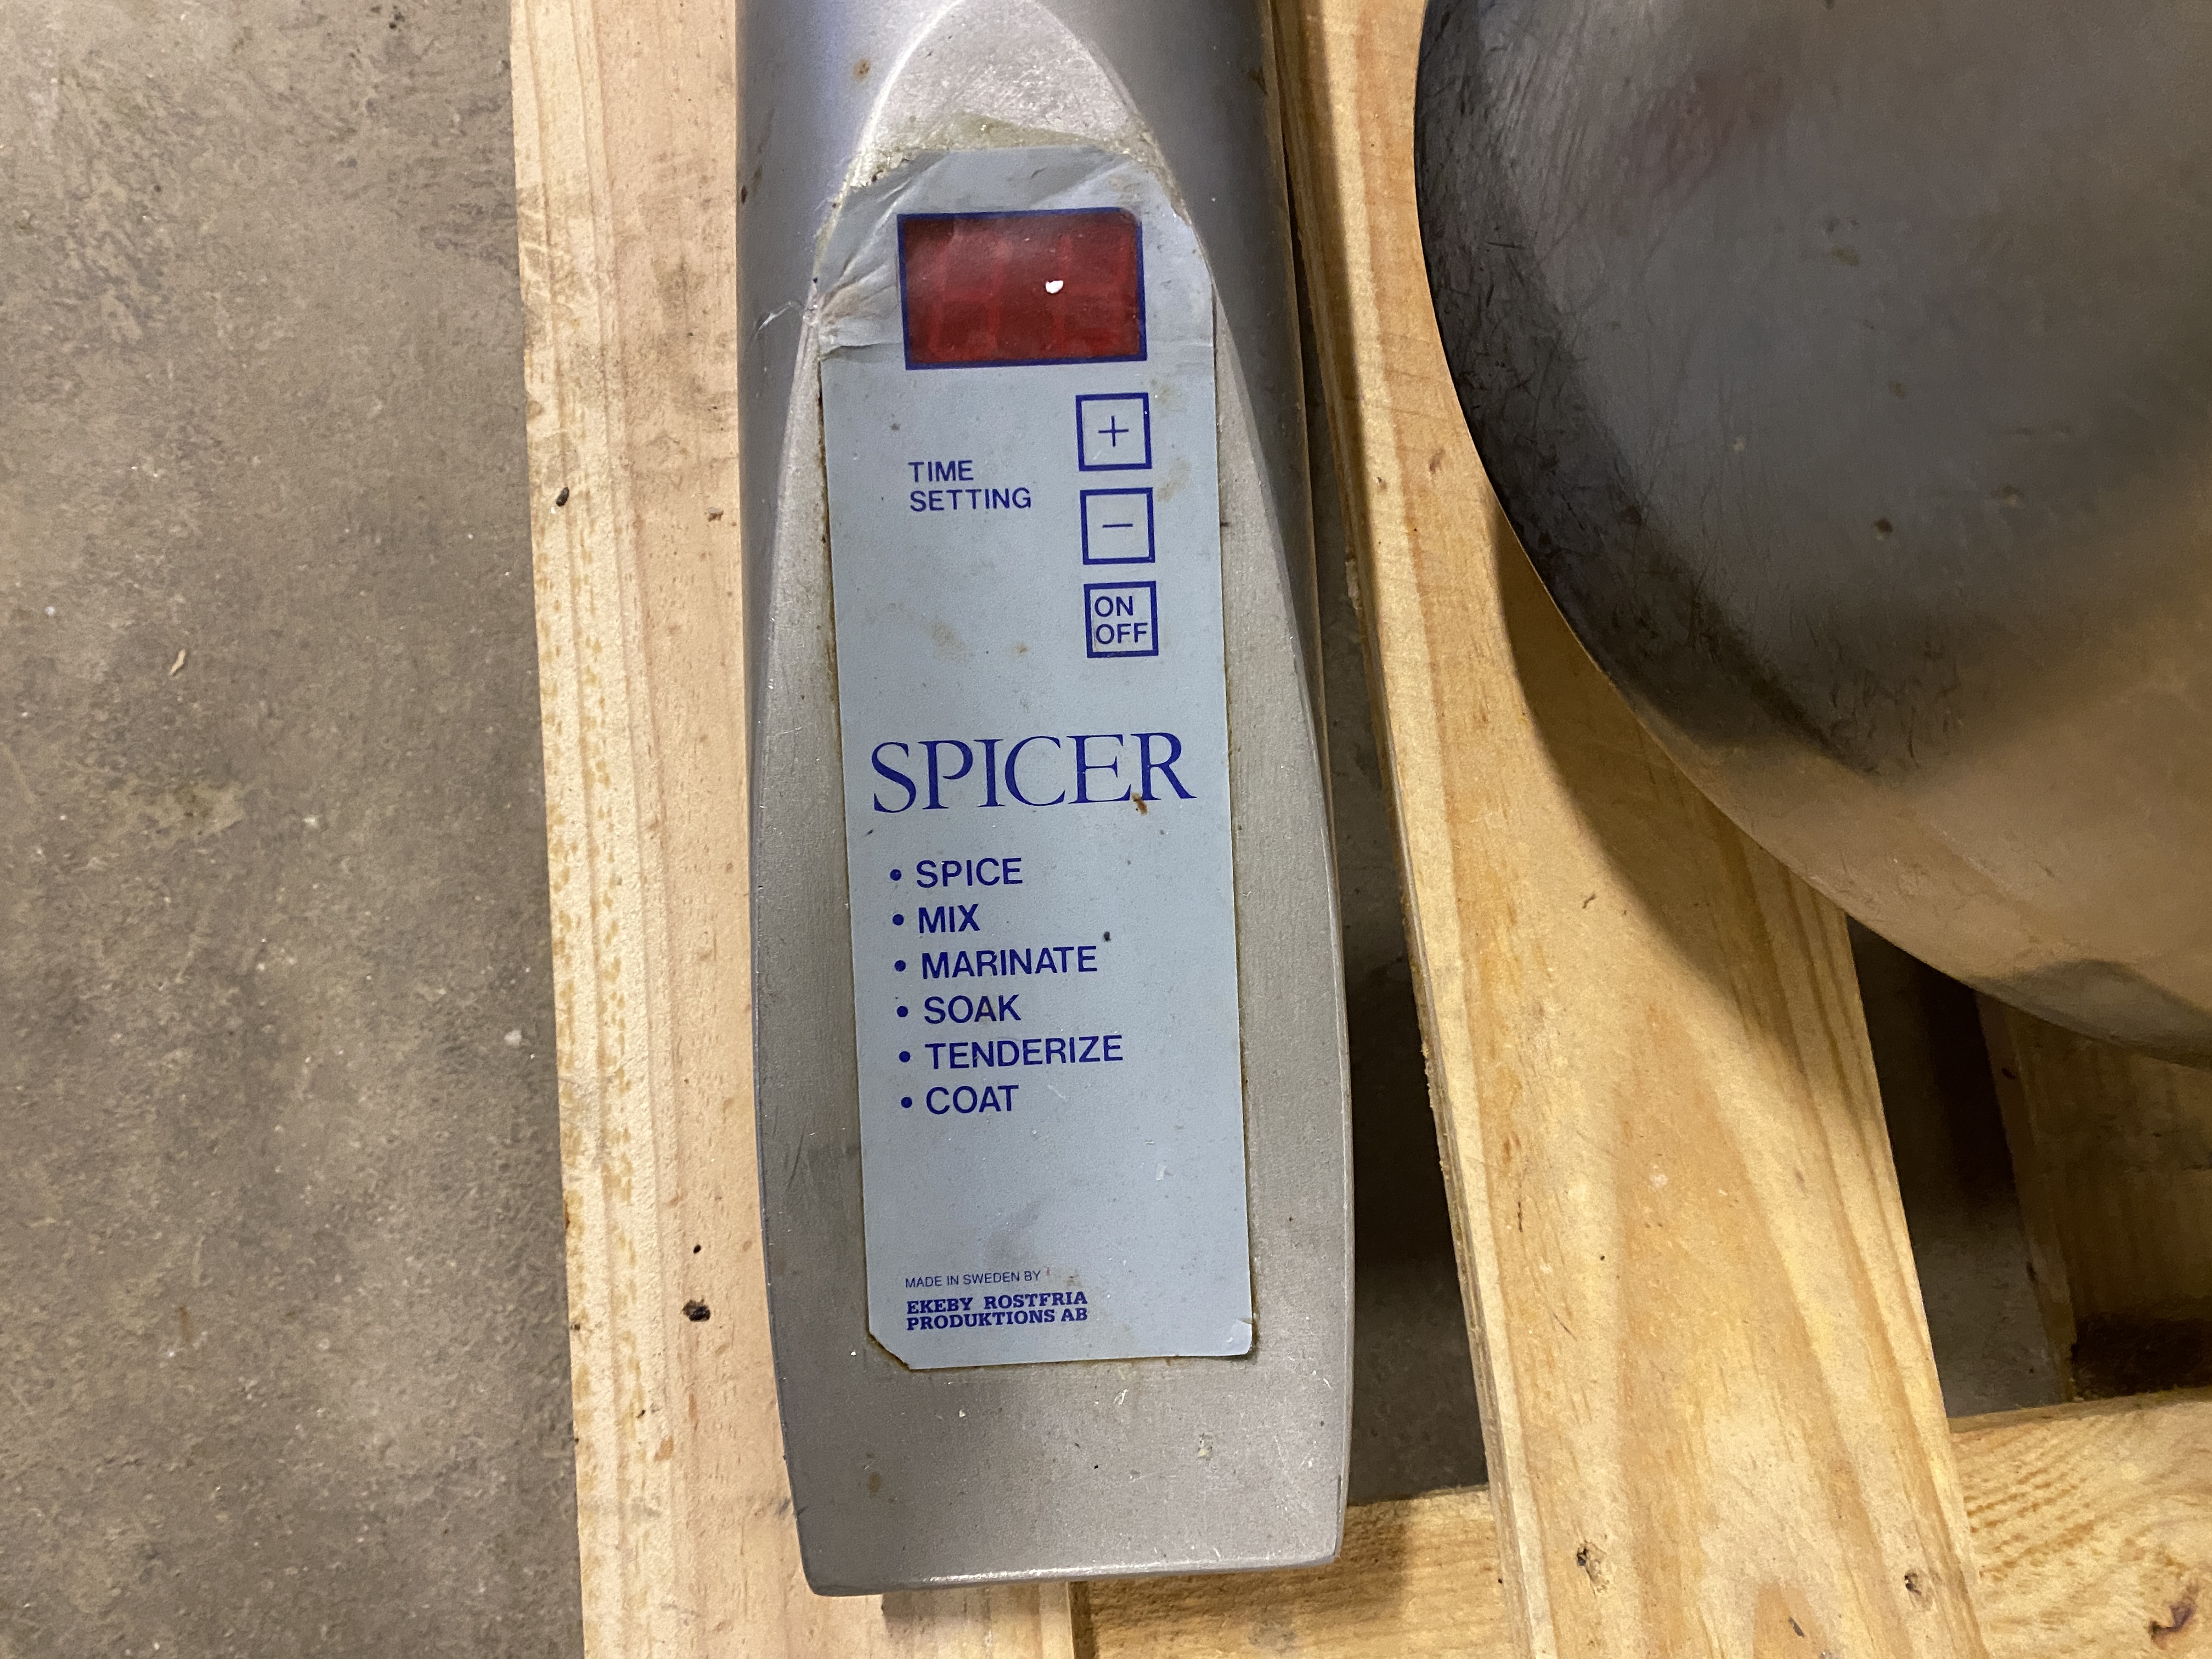 +
TIME
SETTING
−
ON
OFF
SPICER
• SPICE
• MIX
• MARINATE
• SOAK
• TENDERIZE
• COAT
MADE IN SWEDEN BY
EKEBY ROSTFRIA
PRODUKTIONS AB